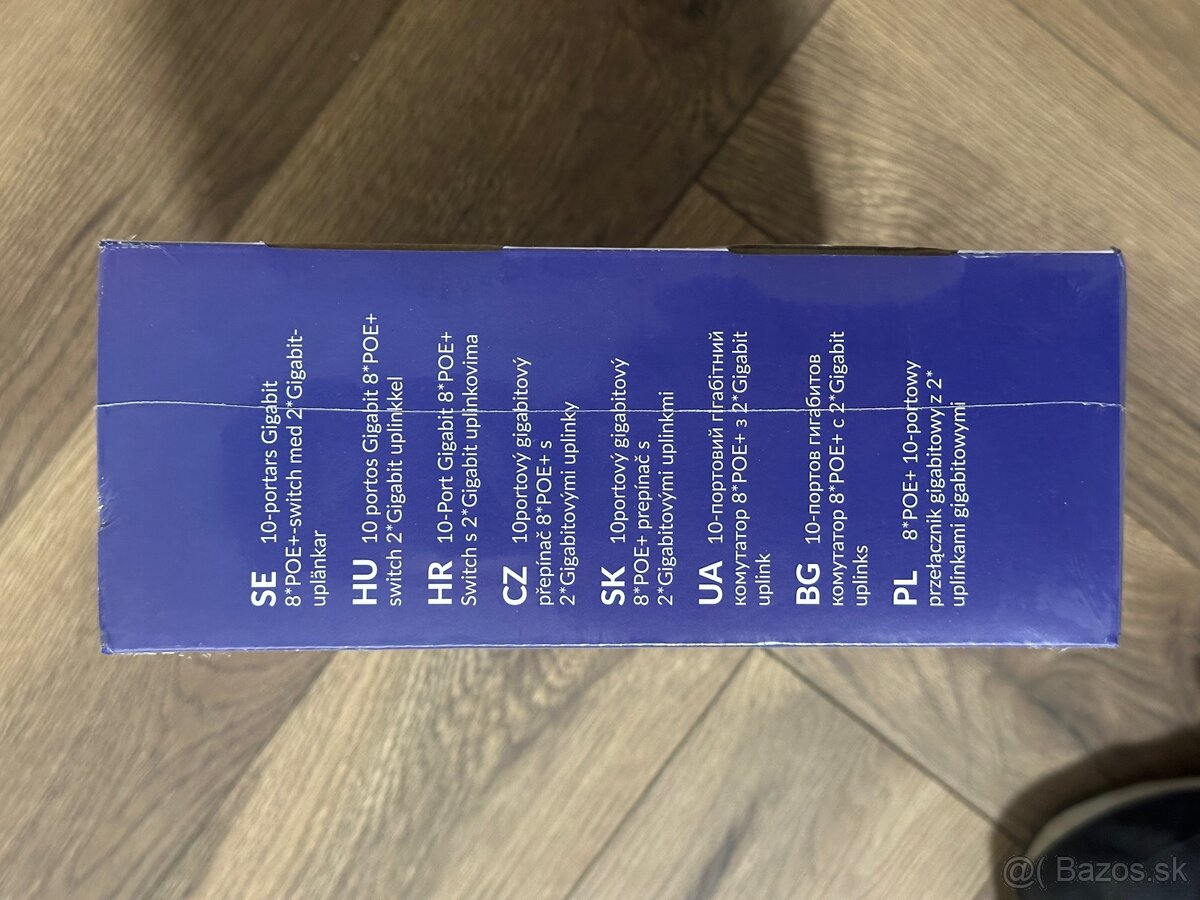 SE 10-portars Gigabit
8*POE+-switch med 2*Gigabit-
uplänkar
HU 10 portos Gigabit 8*POE+
switch 2*Gigabit uplinkkel
HR 10-Port Gigabit 8*POE+
Switch s 2*Gigabit uplinkovima
CZ 10portový gigabitový
přepínač 8*POE+ s
2*Gigabitovými uplinky
SK 10portový gigabitový
8*POE+ prepínač s
2*Gigabitovými uplinkmi
UA 10-портовий гігабітний
комутатор 8*POE+ з 2*Gigabit
uplink
BG 10-портов гигабитов
комутатор 8*POE+ с 2*Gigabit
uplinks
PL 8*POE+ 10-portowy
przełącznik gigabitowy z 2*
uplinkami gigabitowymi
@( Bazos.sk